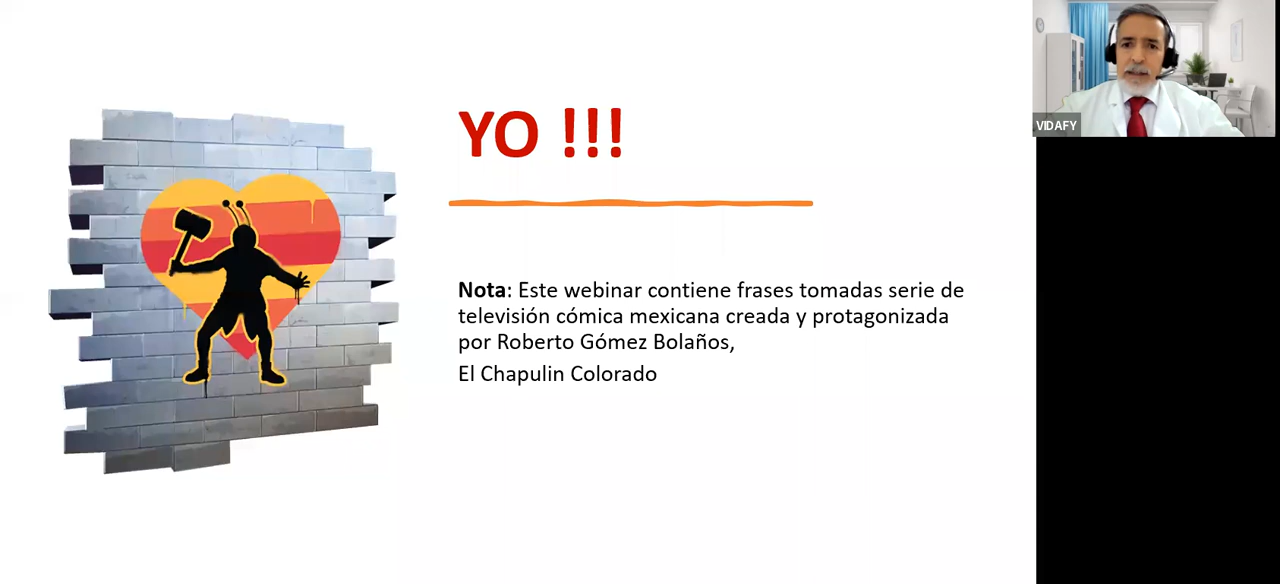 YO !!!
Nota: Este webinar contiene frases tomadas serie de
televisión cómica mexicana creada y protagonizada
por Roberto Gómez Bolaños,
El Chapulin Colorado
VIDAFY